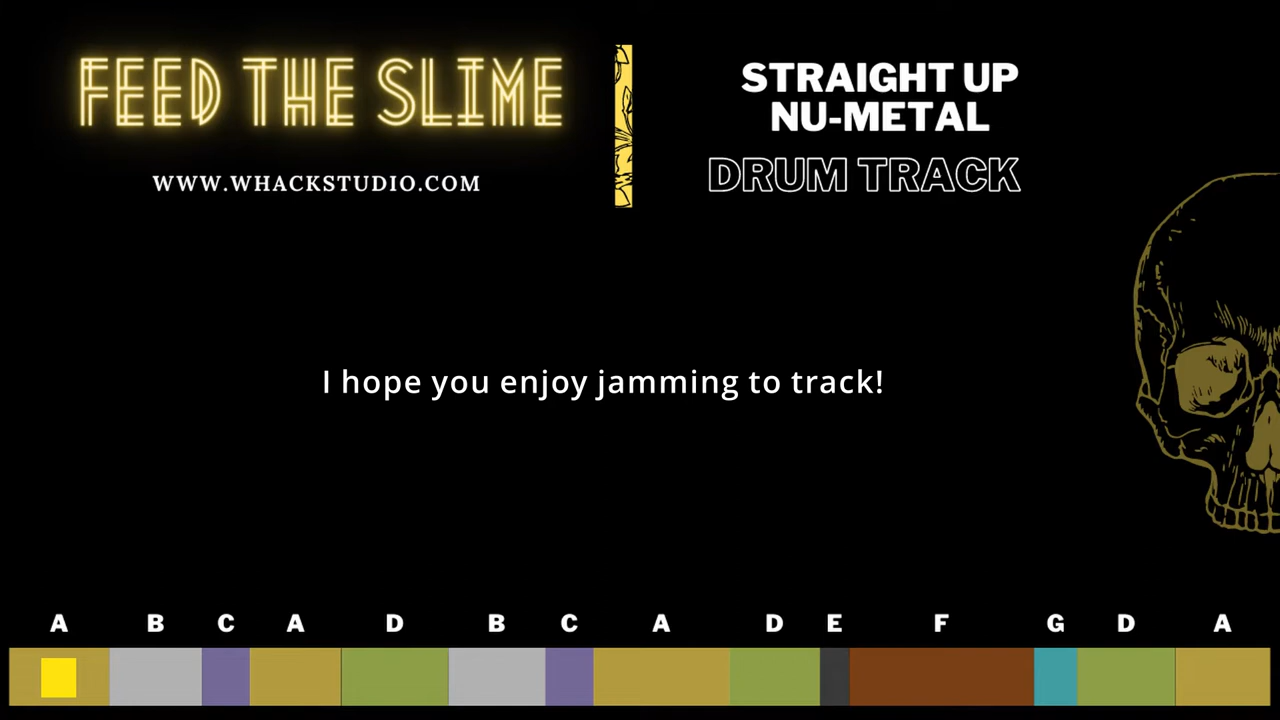 FEED THE SLIME
WWW.WHACKSTUDIO.COM
STRAIGHT UP
NU-METAL
DRUM TRACK
I hope you enjoy jamming to track!
A B C A D B C A D E F G D A